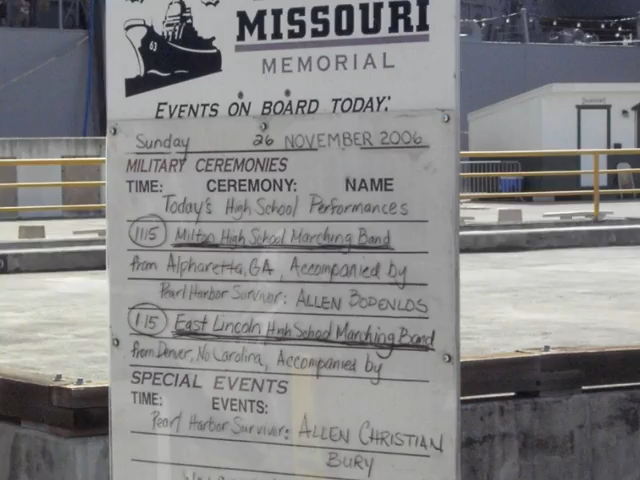 MISSOURI
MEMORIAL
EVENTS ON BOARD TODAY:
Sunday 26 NOVEMBER 2006
MILITARY CEREMONIES
TIME: CEREMONY: NAME
Today's High School Performances
1115 Milton High School Marching Band
from Alpharetta, GA, Accompanied by
Pearl Harbor Survivor: ALLEN BODENLOS
115 East Lincoln High School Marching Band
from Denver, No Carolina, Accompanied by
SPECIAL EVENTS
TIME: EVENTS:
Pearl Harbor Survivor: ALLEN CHRISTIAN
BURY